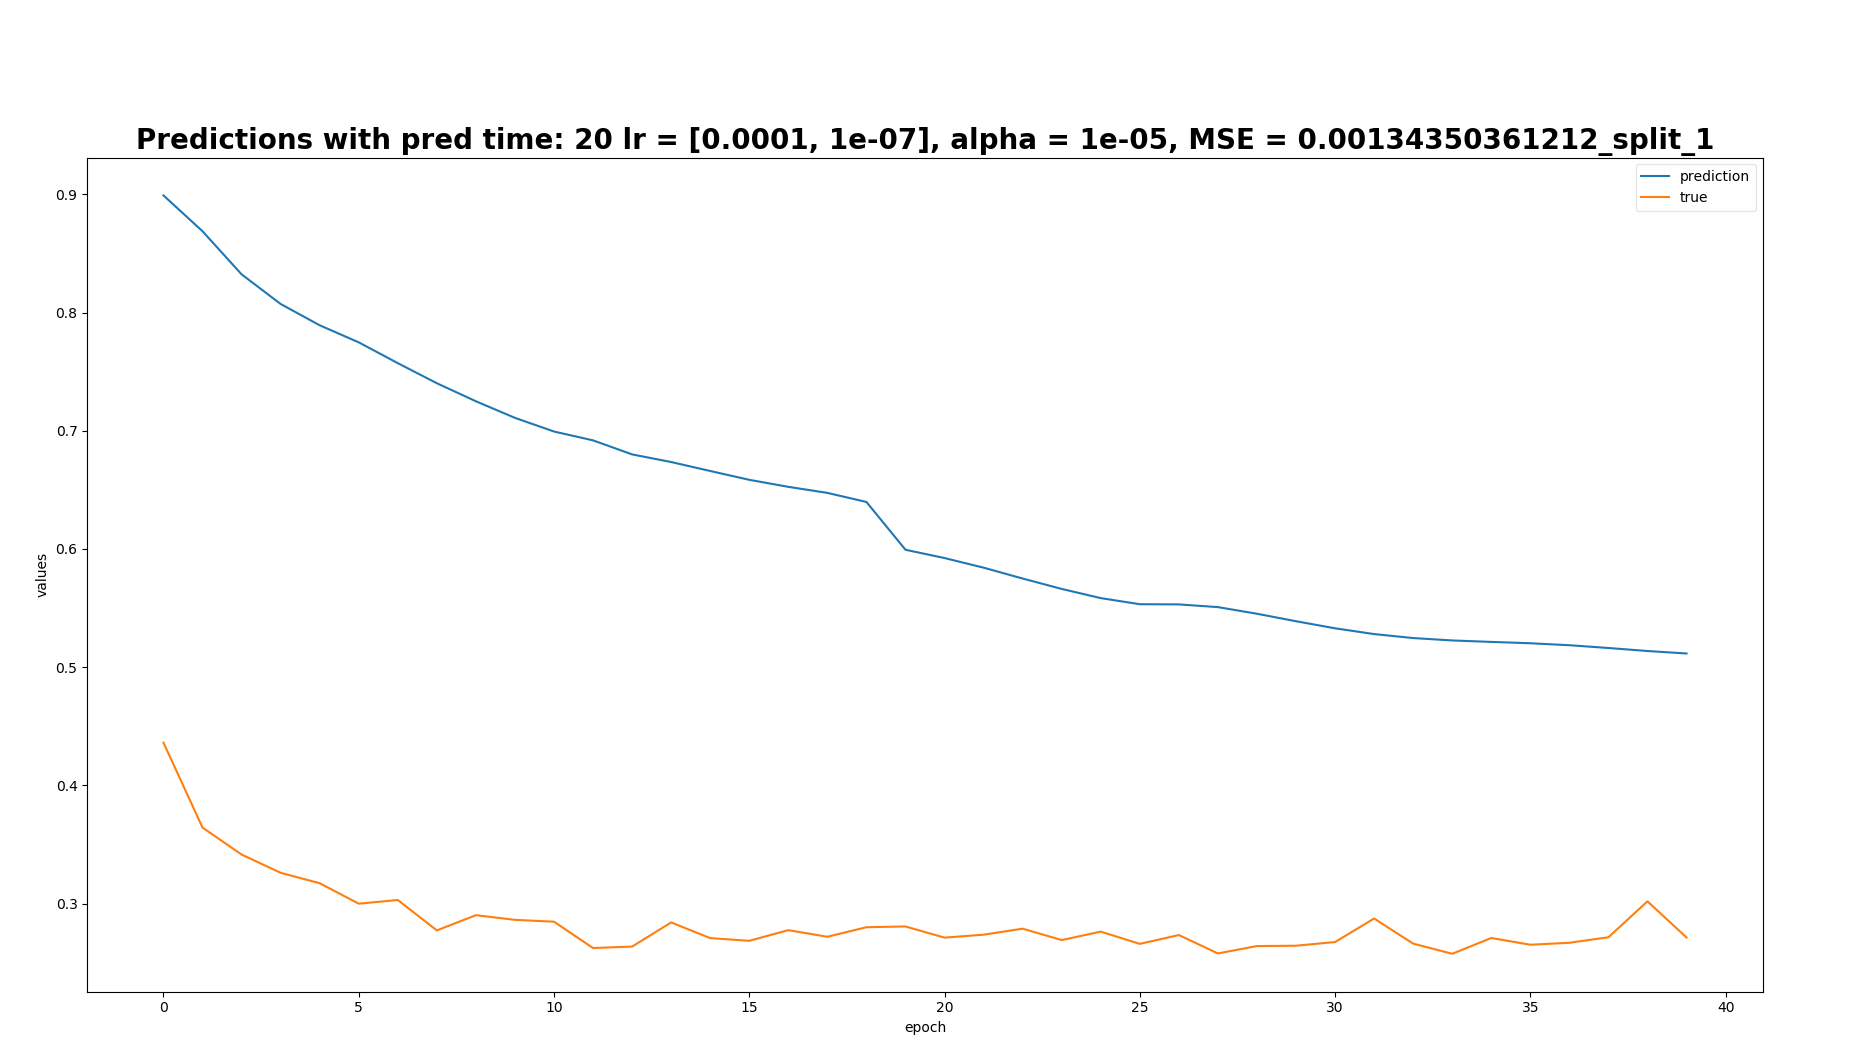 Predictions with pred time: 20 lr = [0.0001, 1e-07], alpha = 1e-05, MSE = 0.00134350361212_split_1
prediction
true
0.9
0.8
0.7
0.6
0.5
0.4
0.3
values
0 5 10 15 20 25 30 35 40
epoch